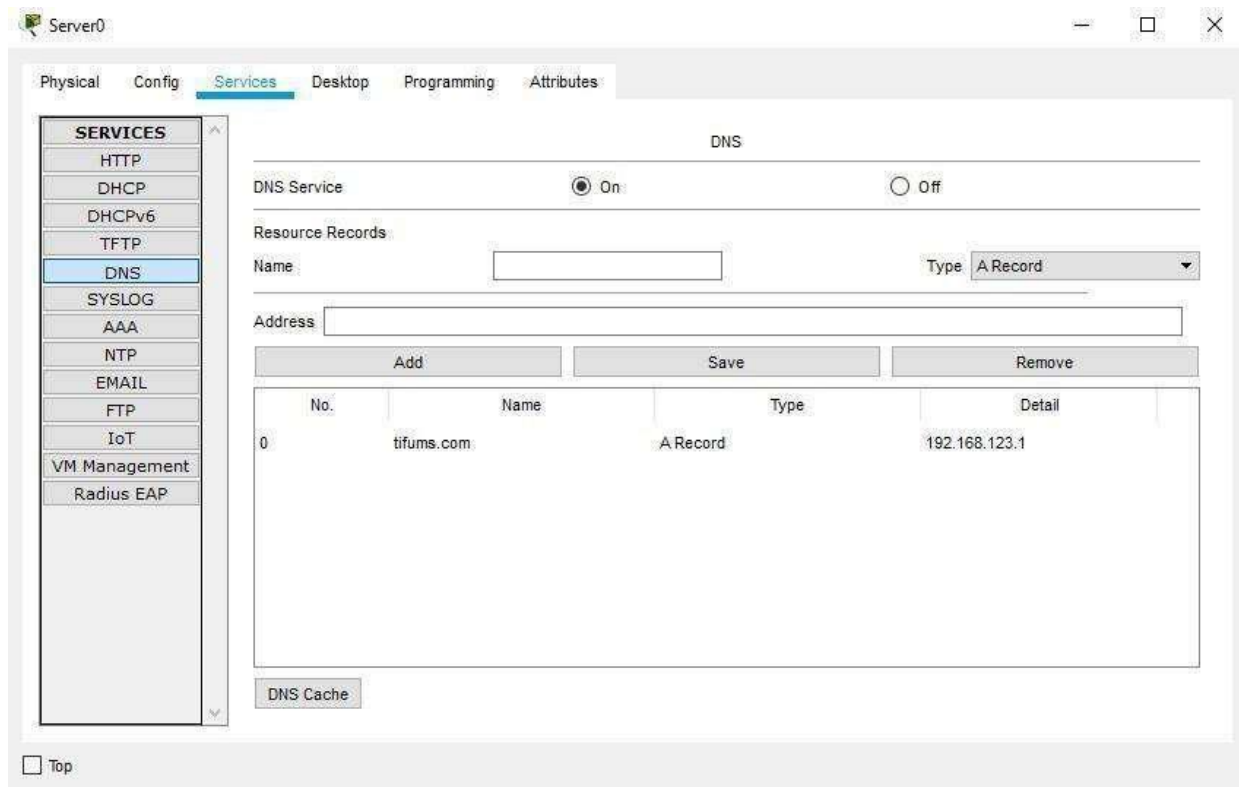 Server0
Physical Config Services Desktop Programming Attributes
SERVICES
HTTP
DHCP
DHCPv6
TFTP
DNS
SYSLOG
AAA
NTP
EMAIL
FTP
IoT
VM Management
Radius EAP
DNS
DNS Service On Off
Resource Records
Name Type A Record
Address
Add Save Remove
No. Name Type Detail
0 tifums.com A Record 192.168.123.1
DNS Cache
Top